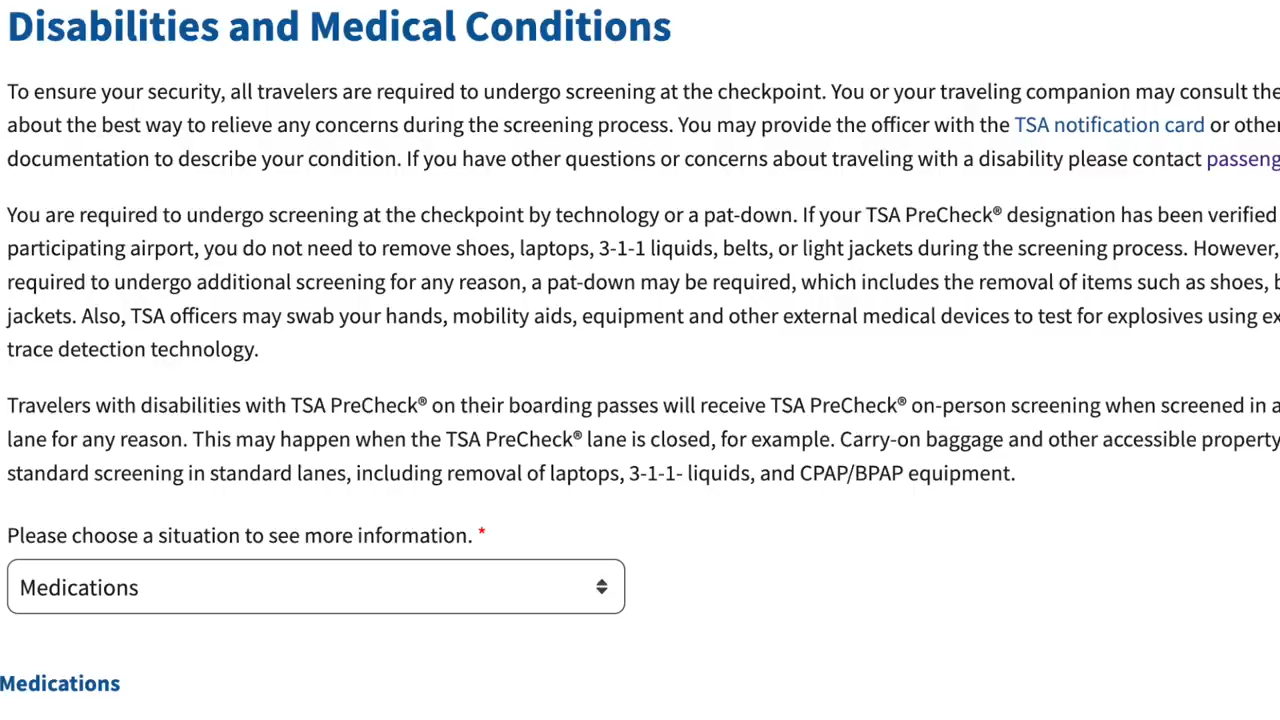 Disabilities and Medical Conditions
To ensure your security, all travelers are required to undergo screening at the checkpoint. You or your traveling companion may consult the
about the best way to relieve any concerns during the screening process. You may provide the officer with the TSA notification card or other
documentation to describe your condition. If you have other questions or concerns about traveling with a disability please contact passeng
You are required to undergo screening at the checkpoint by technology or a pat-down. If your TSA PreCheck® designation has been verified
participating airport, you do not need to remove shoes, laptops, 3-1-1 liquids, belts, or light jackets during the screening process. However,
required to undergo additional screening for any reason, a pat-down may be required, which includes the removal of items such as shoes,
jackets. Also, TSA officers may swab your hands, mobility aids, equipment and other external medical devices to test for explosives using ex
trace detection technology.
Travelers with disabilities with TSA PreCheck® on their boarding passes will receive TSA PreCheck® on-person screening when screened in a
lane for any reason. This may happen when the TSA PreCheck® lane is closed, for example. Carry-on baggage and other accessible property
standard screening in standard lanes, including removal of laptops, 3-1-1- liquids, and CPAP/BPAP equipment.
Please choose a situation to see more information. *
Medications
Medications